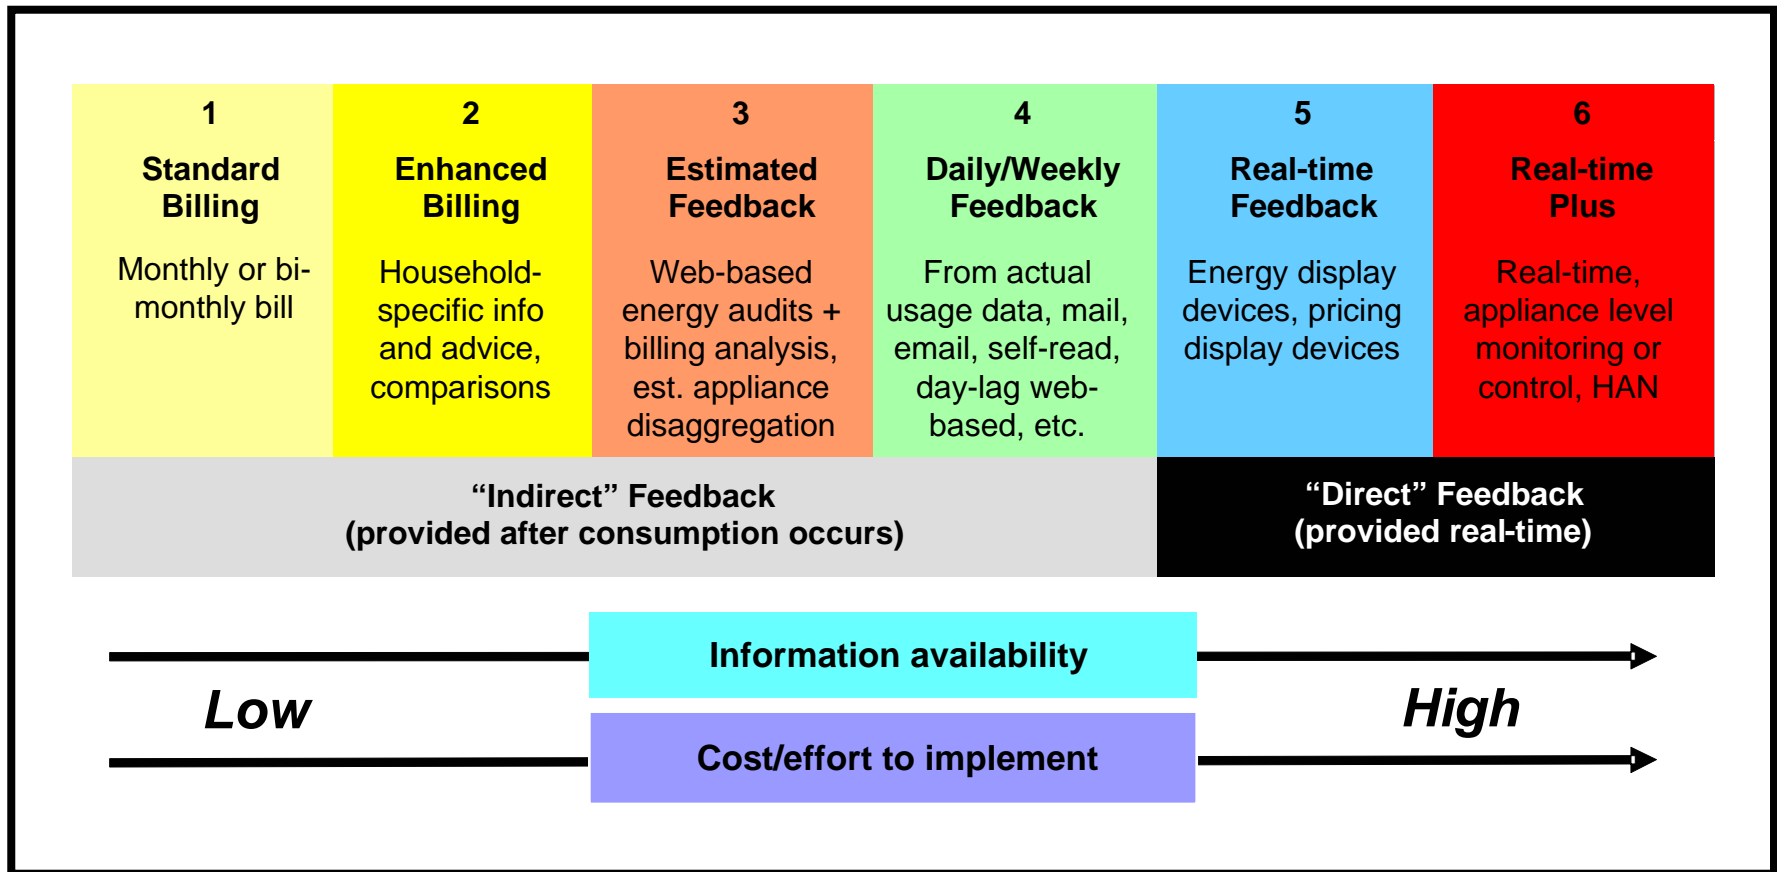 1
Standard
Billing
Monthly or bi-
monthly bill
2
Enhanced
Billing
Household-
specific info
and advice,
comparisons
3
Estimated
Feedback
Web-based
energy audits +
billing analysis,
est. appliance
disaggregation
4
Daily/Weekly
Feedback
From actual
usage data, mail,
email, self-read,
day-lag web-
based, etc.
5
Real-time
Feedback
Energy display
devices, pricing
display devices
6
Real-time
Plus
Real-time,
appliance level
monitoring or
control, HAN
“Indirect” Feedback
(provided after consumption occurs)
“Direct” Feedback
(provided real-time)
Information availability
Low
High
Cost/effort to implement